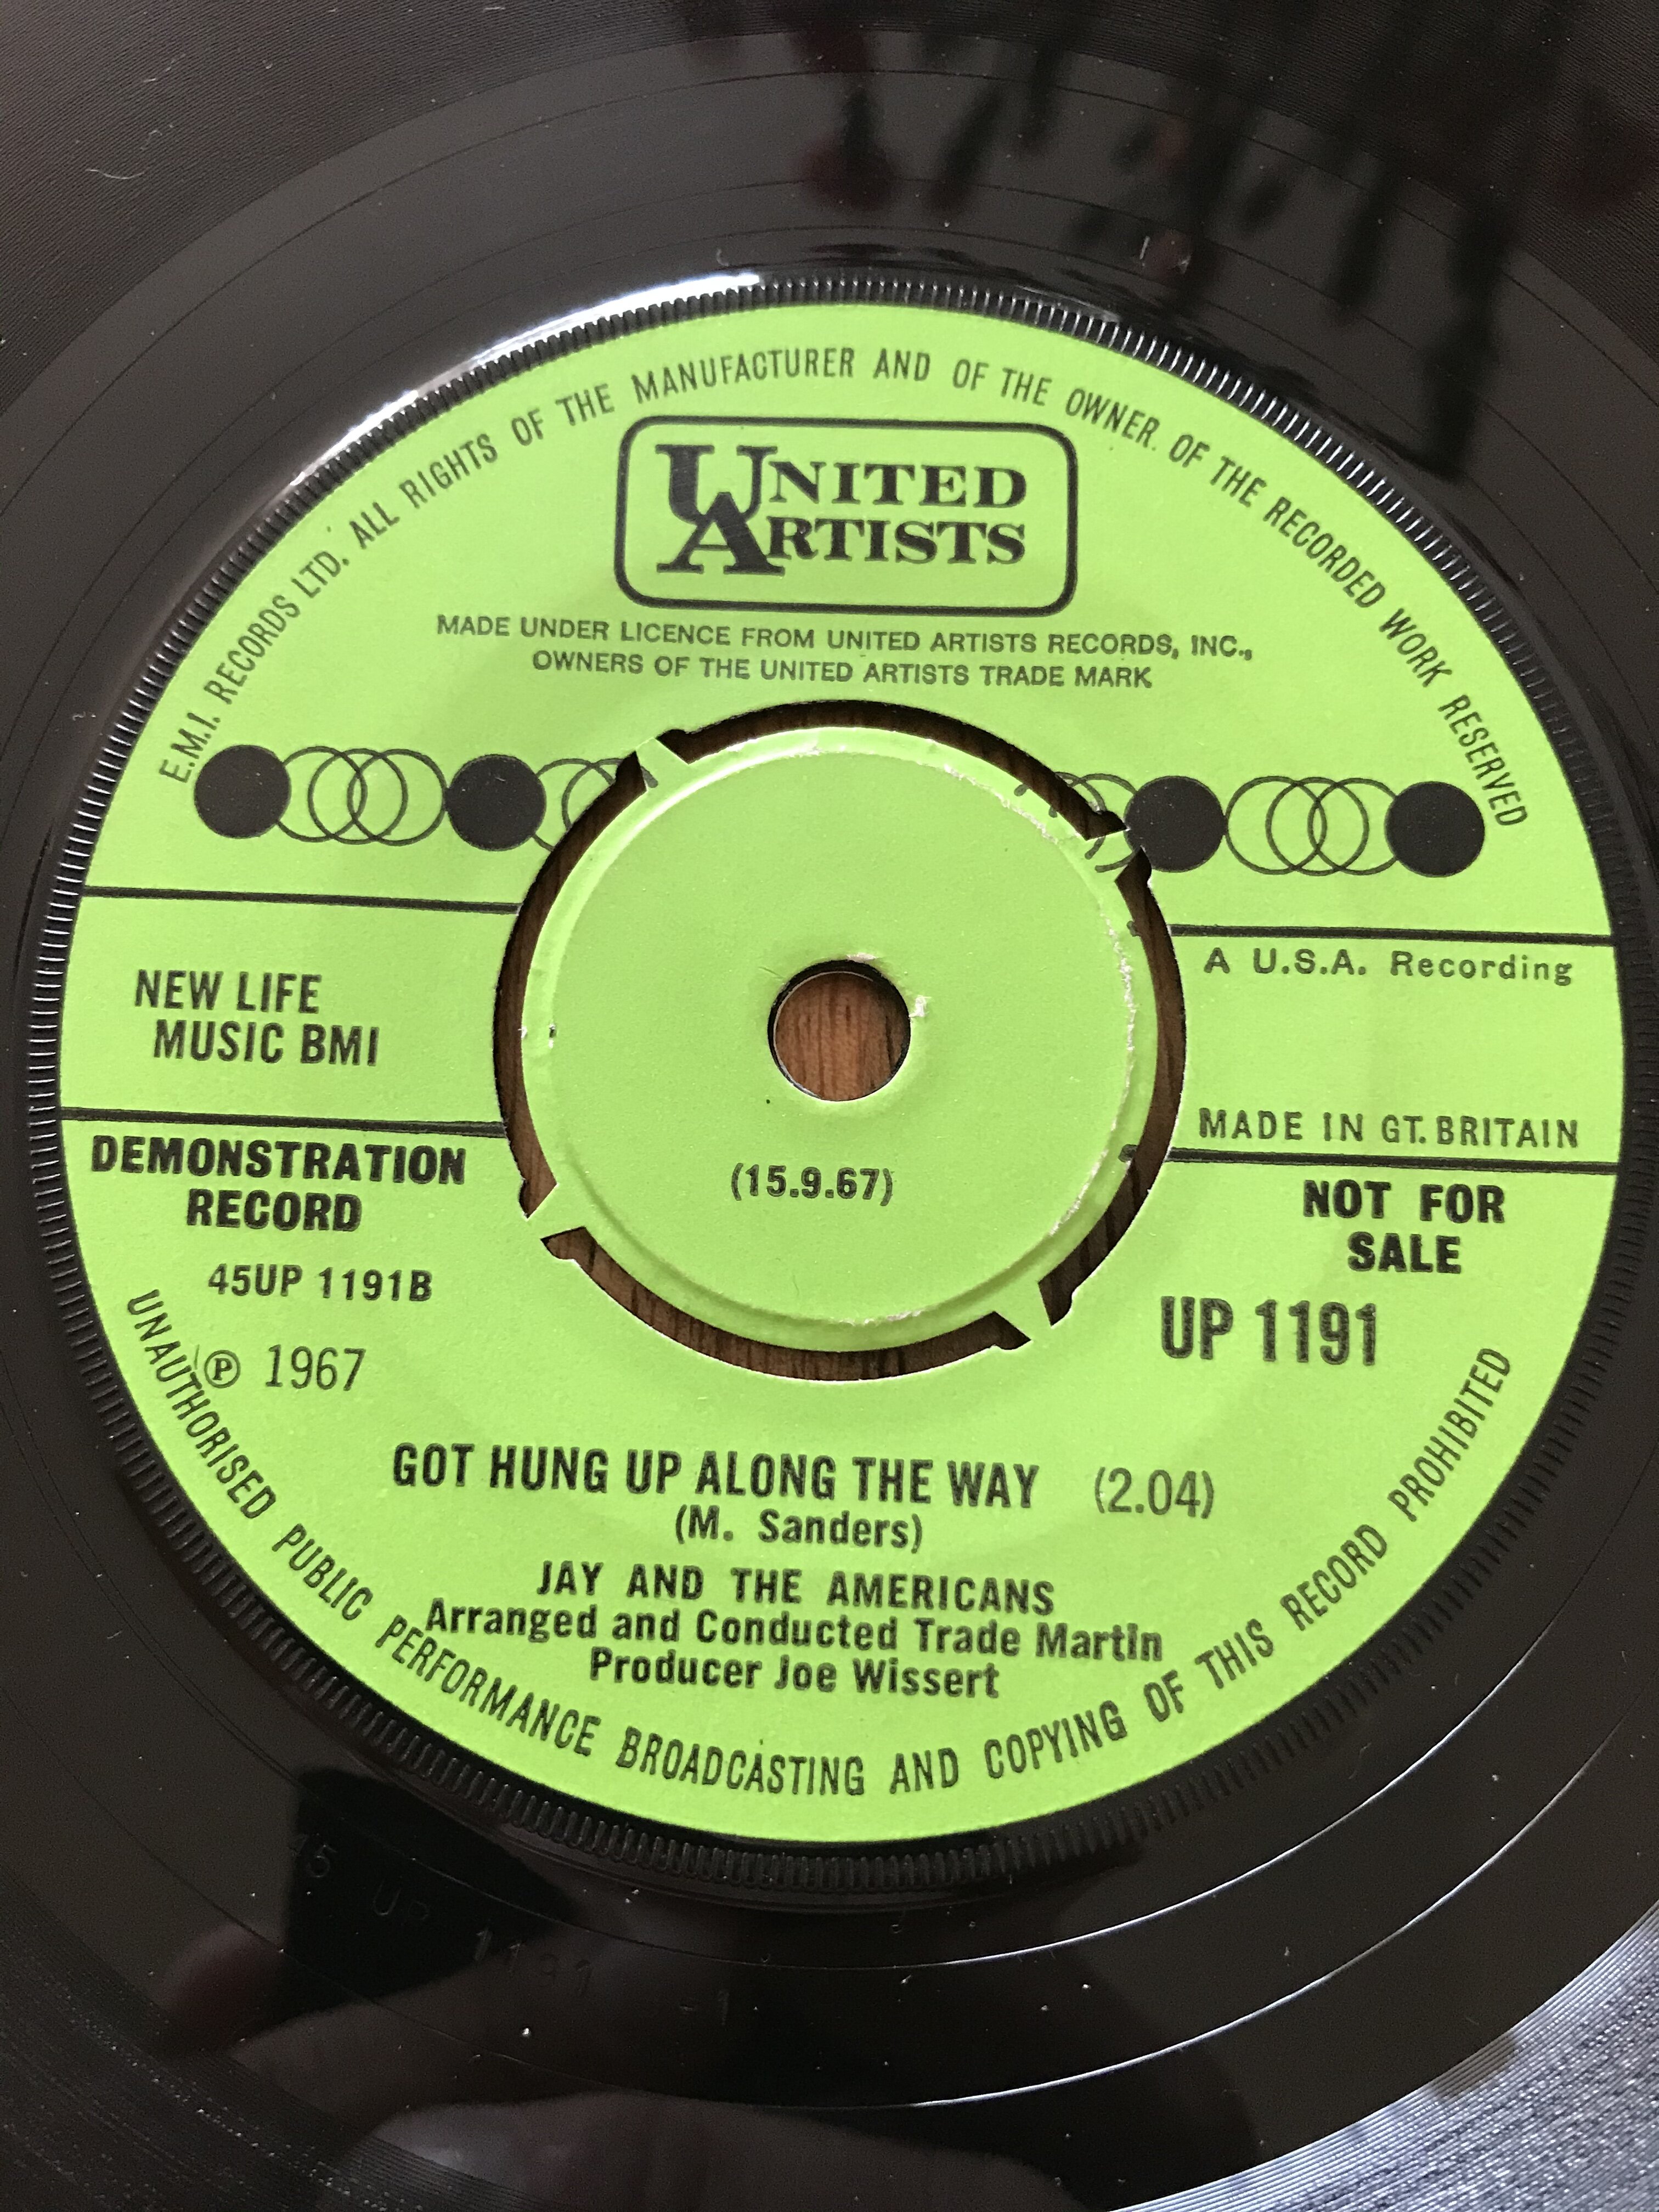 E.M.I. RECORDS LTD. ALL RIGHTS OF THE MANUFACTURER AND OF THE OWNER OF THE RECORDED WORK RESERVED
UNITED
ARTISTS
MADE UNDER LICENCE FROM UNITED ARTISTS RECORDS, INC.,
OWNERS OF THE UNITED ARTISTS TRADE MARK
A U.S.A. Recording
NEW LIFE
MUSIC BMI
MADE IN GT. BRITAIN
DEMONSTRATION
RECORD
(15.9.67)
NOT FOR
SALE
45UP 1191B
UP 1191
℗ 1967
GOT HUNG UP ALONG THE WAY (2.04)
(M. Sanders)
JAY AND THE AMERICANS
Arranged and Conducted Trade Martin
Producer Joe Wissert
UNAUTHORISED PUBLIC PERFORMANCE BROADCASTING AND COPYING OF THIS RECORD PROHIBITED
45 UP 1191